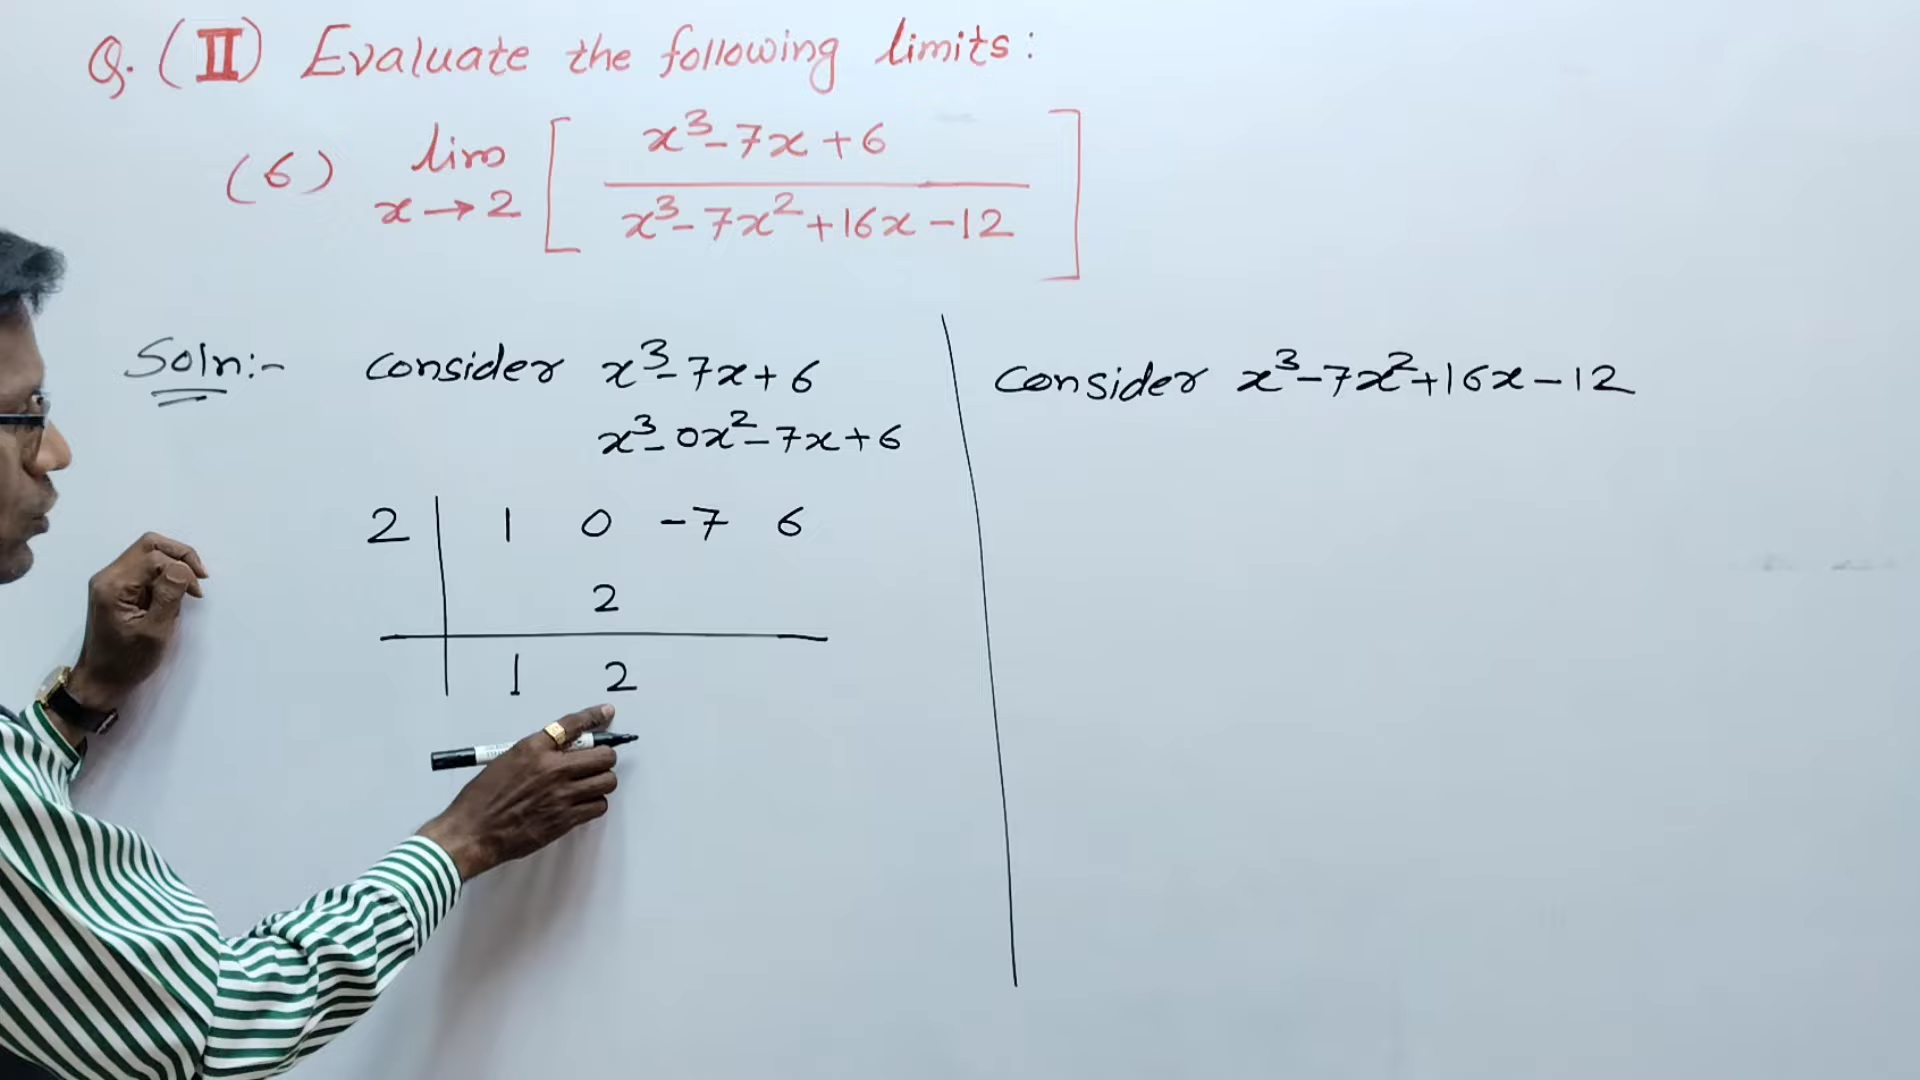 Q. (II) Evaluate the following limits:
(6) lim x→2 [ x³-7x+6 / x³-7x²+16x-12 ]
Soln:- consider x³-7x+6
x³-0x²-7x+6
2 | 1 0 -7 6
2
1 2
consider x³-7x²+16x-12